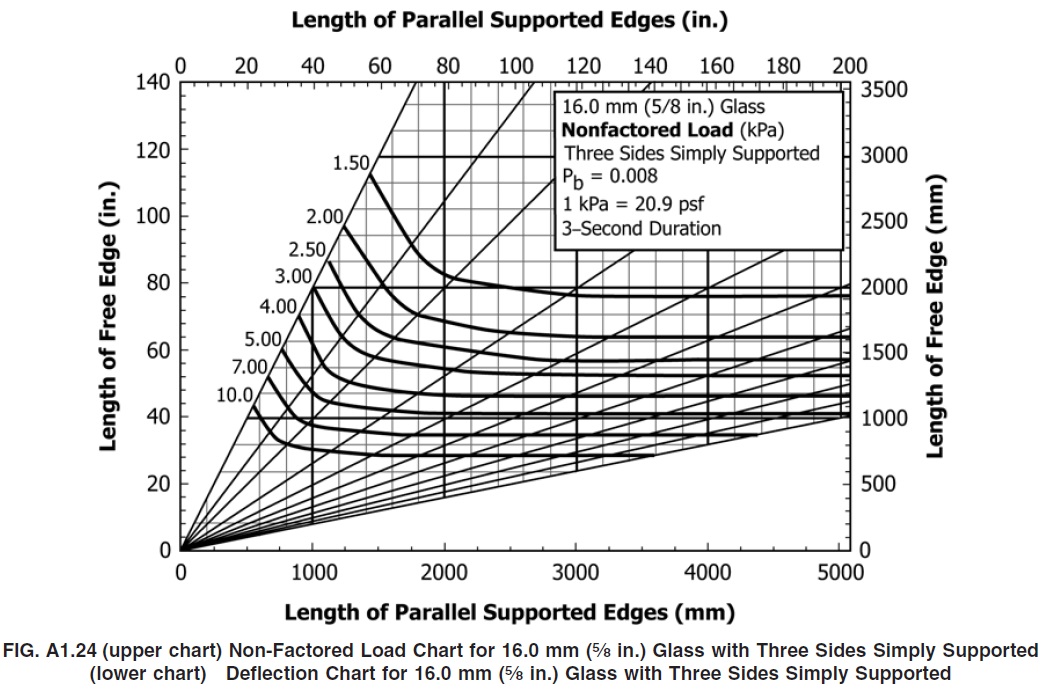 Length of Parallel Supported Edges (in.)
0 20 40 60 80 100 120 140 160 180 200
140 120 100 80 60 40 20 0
Length of Free Edge (in.)
1.50
2.00
2.50
3.00
4.00
5.00
7.00
10.0
16.0 mm (5/8 in.) Glass
Nonfactored Load (kPa)
Three Sides Simply Supported
Pb = 0.008
1 kPa = 20.9 psf
3–Second Duration
3500 3000 2500 2000 1500 1000 500 0
Length of Free Edge (mm)
0 1000 2000 3000 4000 5000
Length of Parallel Supported Edges (mm)
FIG. A1.24 (upper chart) Non-Factored Load Chart for 16.0 mm (⅝ in.) Glass with Three Sides Simply Supported
(lower chart) Deflection Chart for 16.0 mm (⅝ in.) Glass with Three Sides Simply Supported